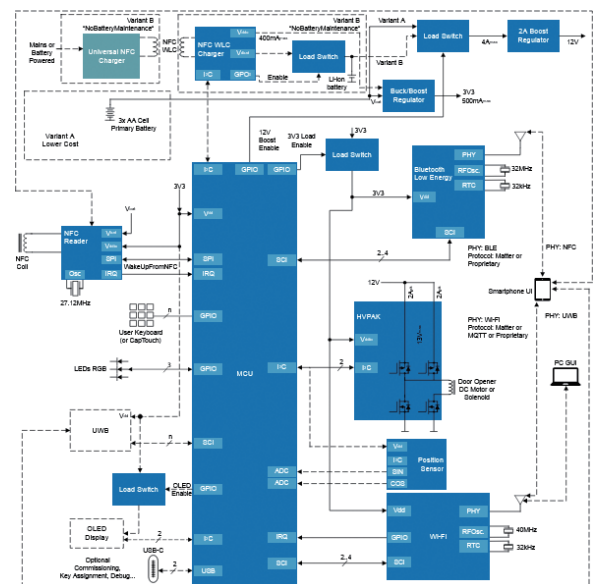 Variant B
"NoBatteryMaintenance"
Mains or
Battery
Powered
Universal NFC
Charger
NFC
WLC
Variant B
"NoBatteryMaintenance"
NFC WLC
Charger
400mA
I²C
GPIO
Enable
Load Switch
Li-Ion
battery
Variant A
Variant B
Load Switch
4A
2A Boost
Regulator
12V
Buck/Boost
Regulator
3V3
500mA
3x AA Cell
Primary Battery
Variant A
Lower Cost
12V
Boost
Enable
3V3 Load
Enable
3V3
Load Switch
3V3
I²C
GPIO
GPIO
3V3
NFC
Reader
SPI
IRQ
Osc
NFC
Coil
WakeUpFromNFC
27.12MHz
SPI
IRQ
SCI
2, 4
Bluetooth
Low Energy
PHY
RFOsc.
RTC
Vdd
SCI
32MHz
32kHz
PHY: BLE
Protocol: Matter or
Proprietary
PHY: NFC
Smartphone UI
PHY: UWB
User Keyboard
(or CapTouch)
n
GPIO
LEDs RGB
3
GPIO
MCU
I²C
2
12V
HVPAK
I²C
2A
13V
2A
Door Opener
DC Motor or
Solenoid
PHY: WI-FI
Protocol: Matter or
MQTT or Proprietary
PC GUI
UWB
n
SCI
Load Switch
OLED
Enable
GPIO
ADC
ADC
I²C
SIN
COS
Position
Sensor
OLED
Display
2
I²C
Optional
Commissioning,
Key Assignment, Debug...
USB-C
2
USB
IRQ
SCI
2,4
Vdd
GPIO
SCI
WI-FI
PHY
RFOsc.
RTC
40MHz
32kHz